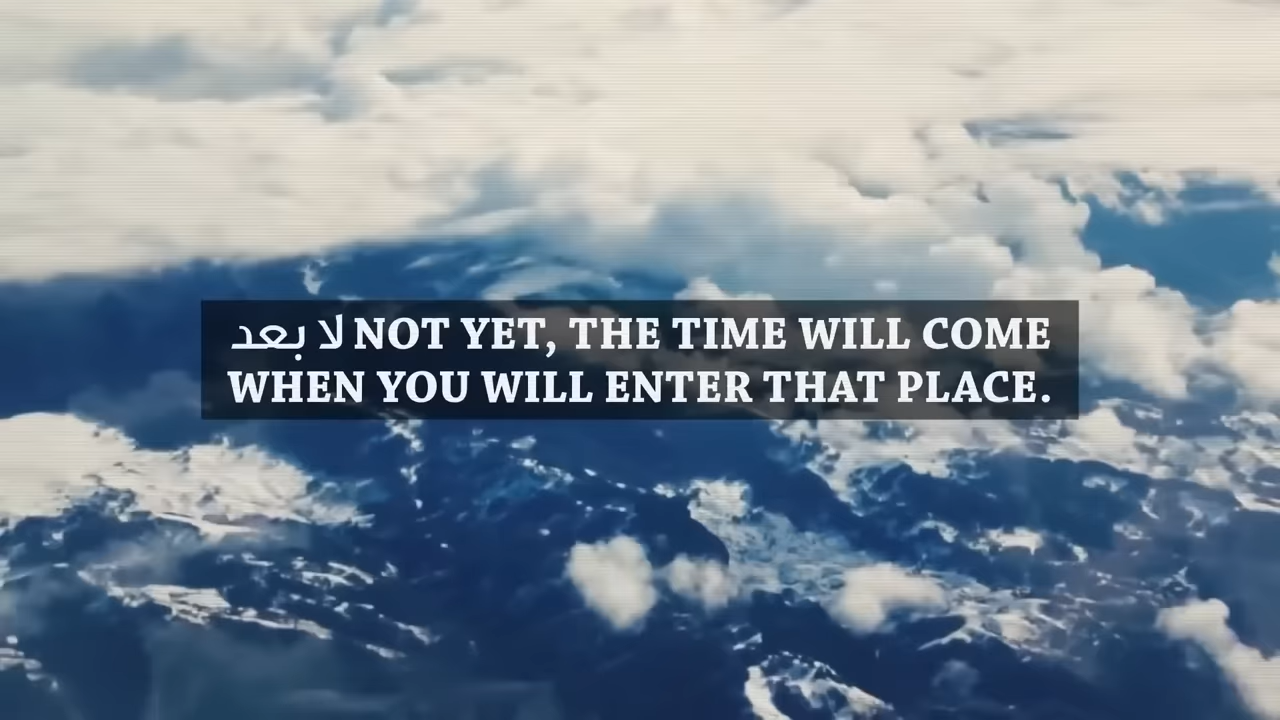 لا بعد NOT YET, THE TIME WILL COME
WHEN YOU WILL ENTER THAT PLACE.